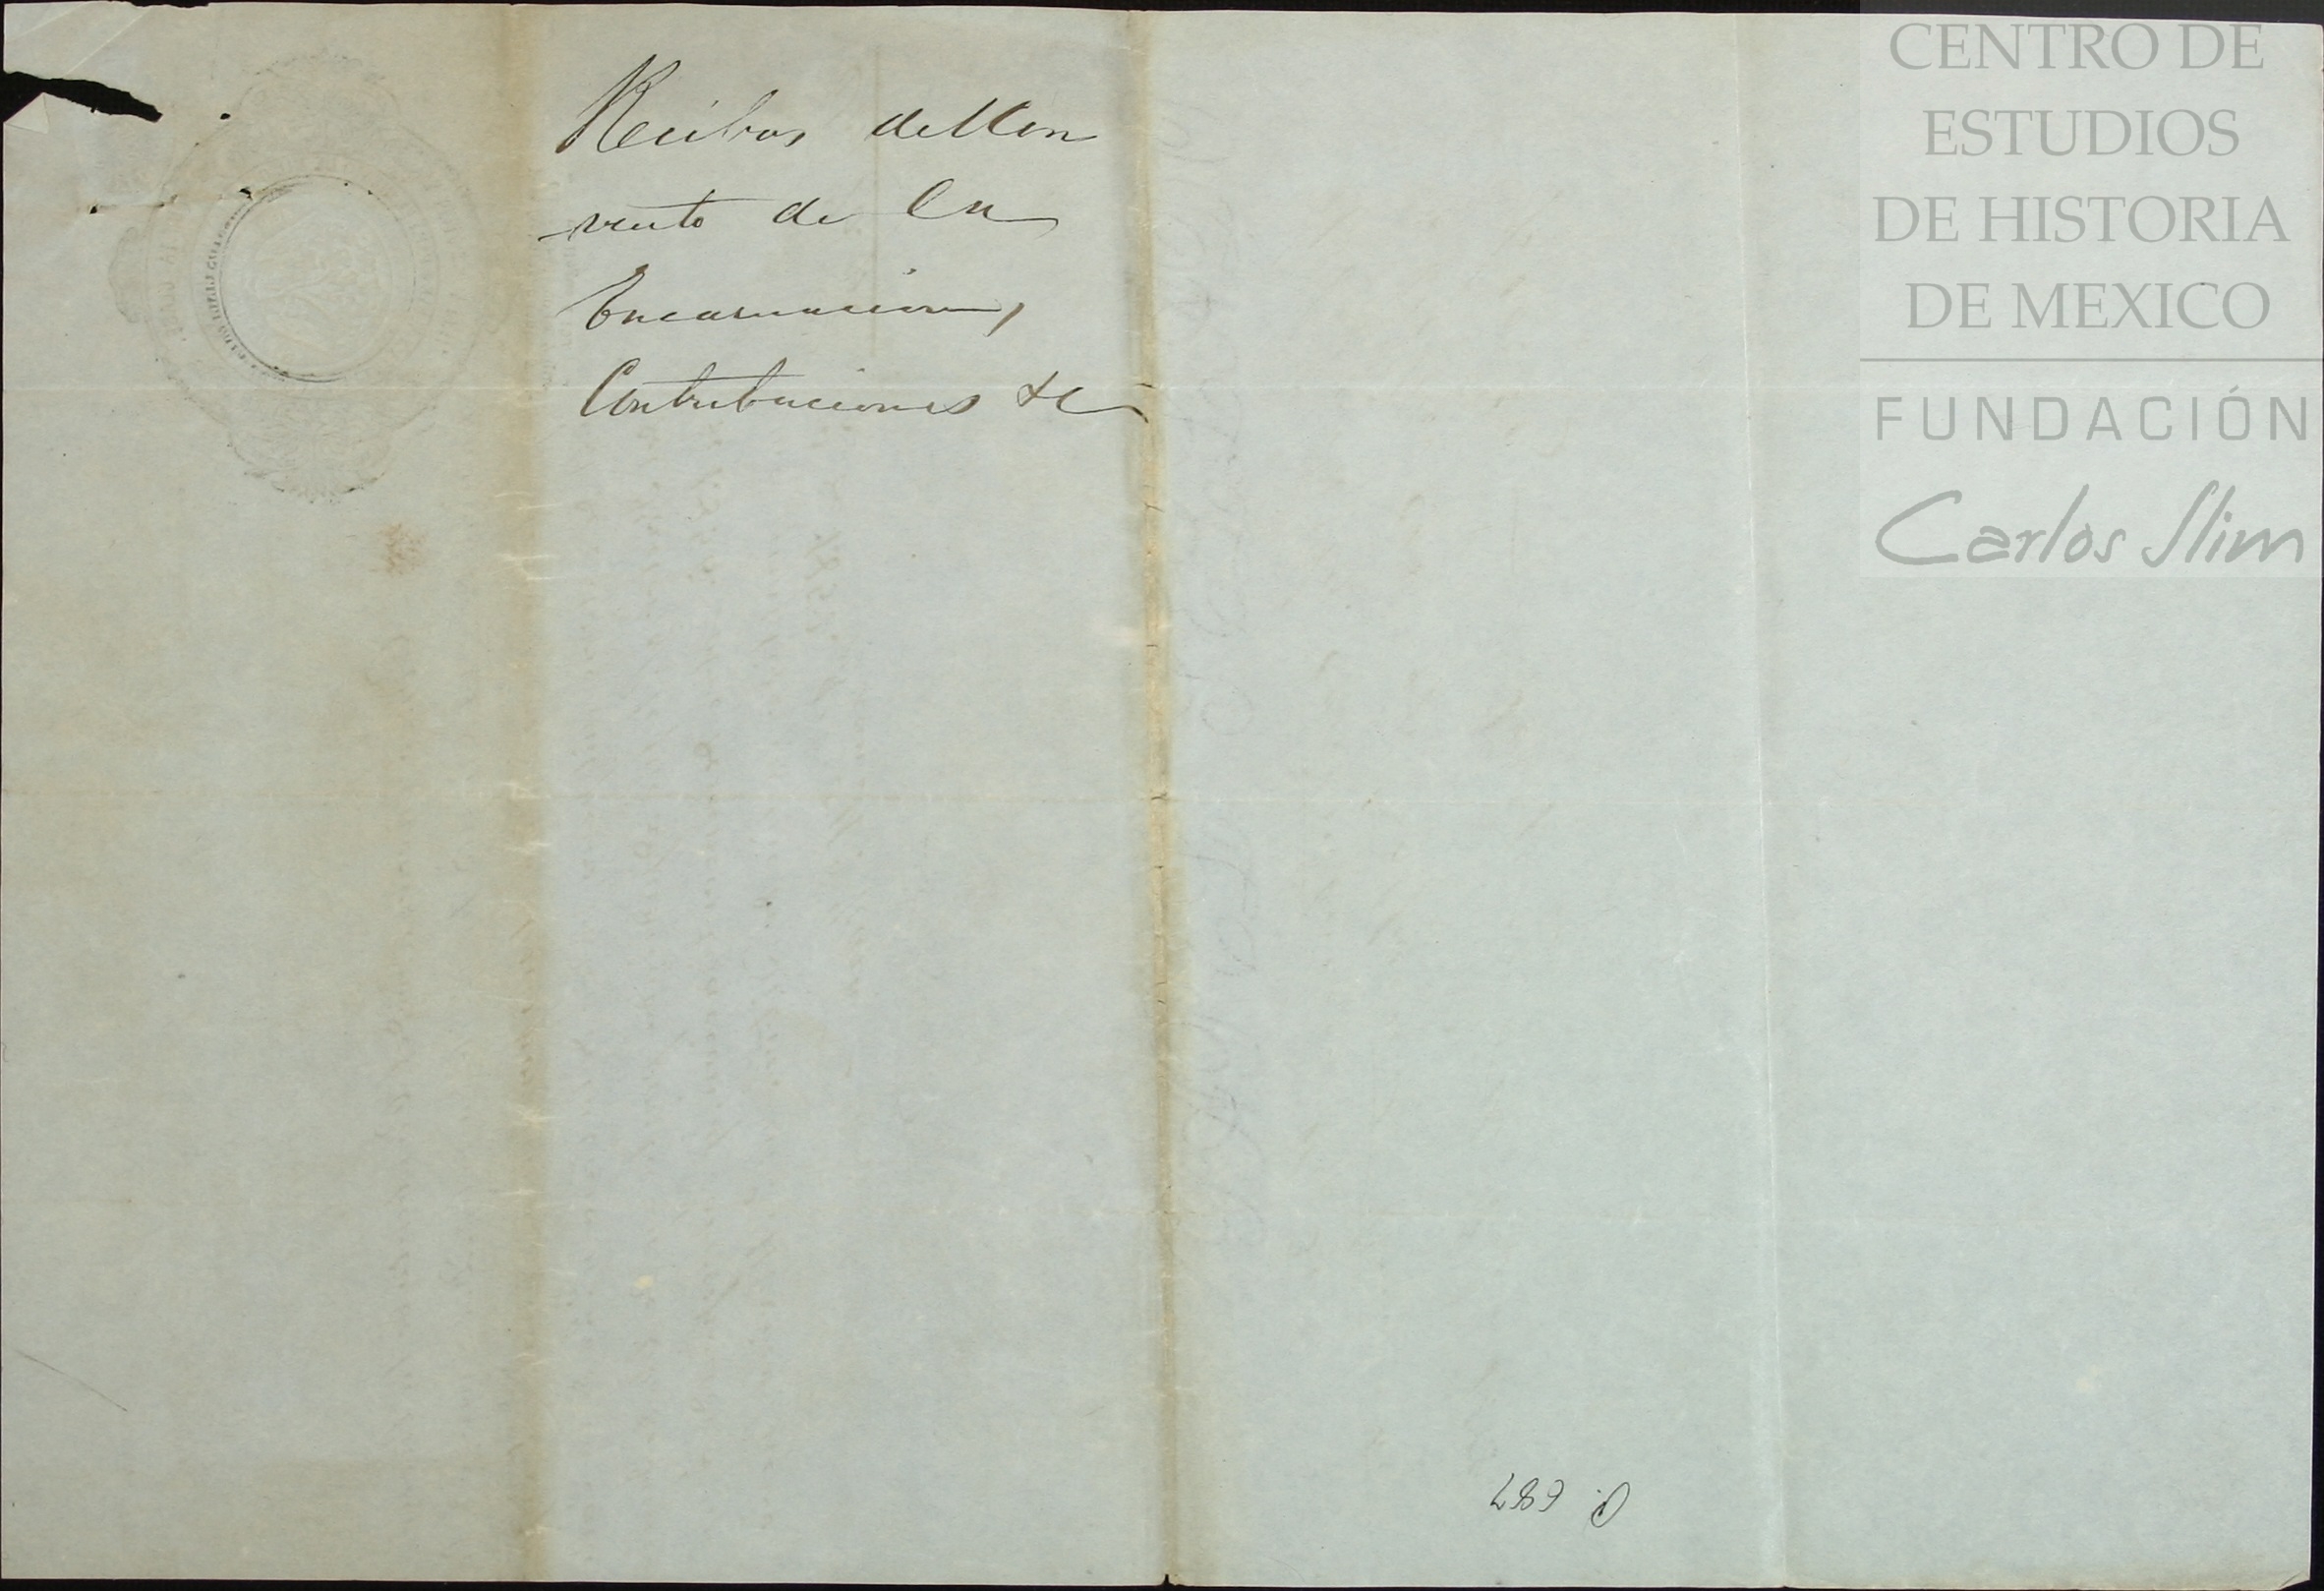 Recibos del Con
vento de la
Encarnacion,
Contribuciones &c
CENTRO DE
ESTUDIOS
DE HISTORIA
DE MEXICO
FUNDACIÓN
Carlos Slim